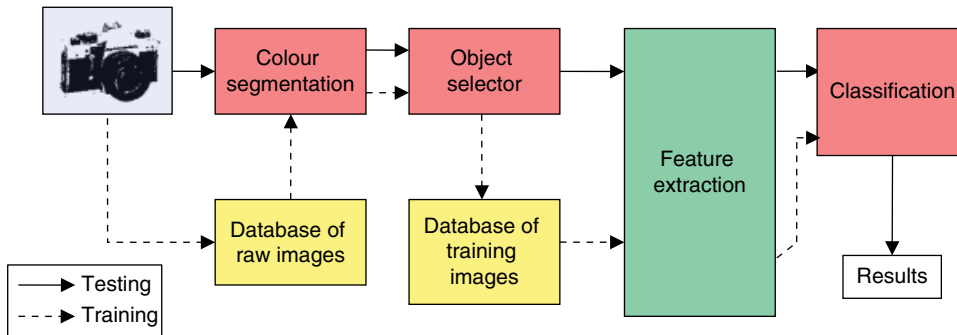 Colour
segmentation
Object
selector
Classification
Feature
extraction
Database of
raw images
Database of
training
images
Results
Testing
Training